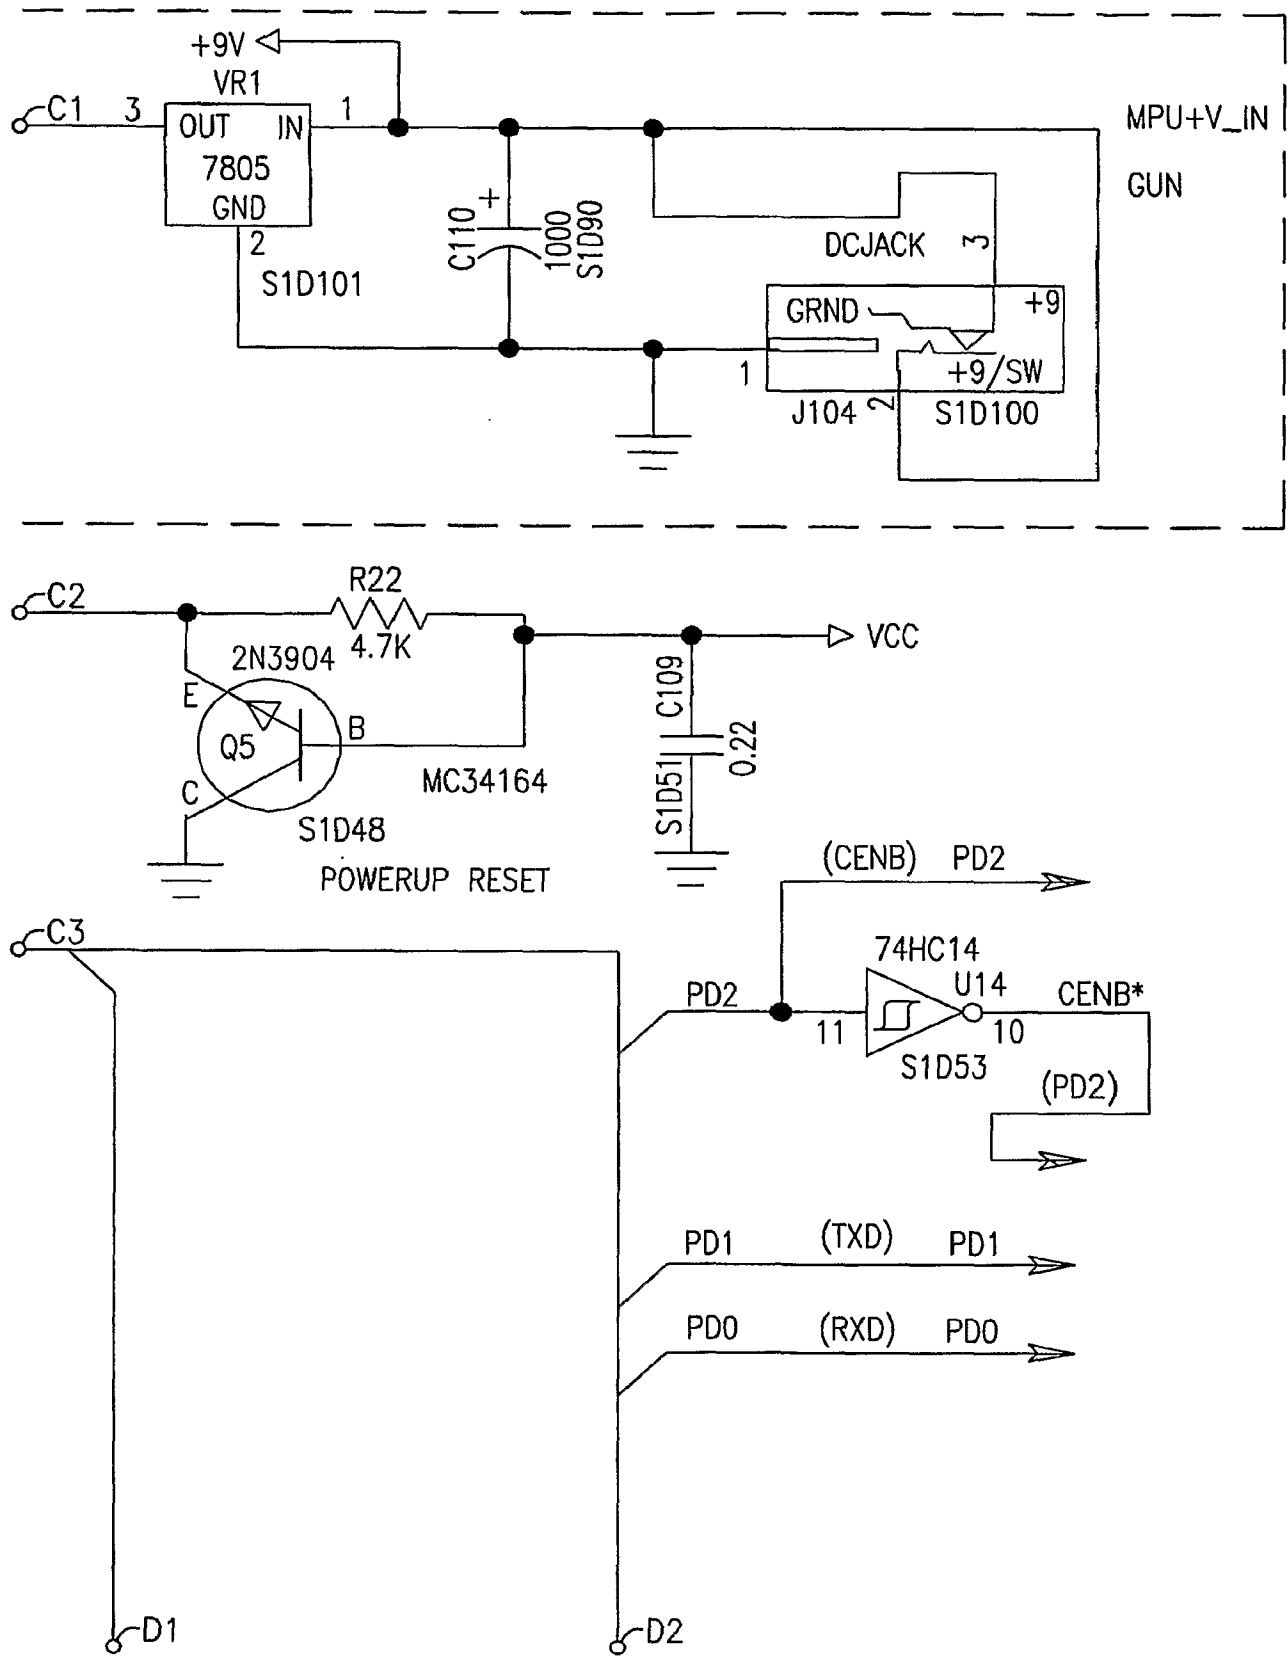 +9V
VR1
C1 3 OUT IN 1
7805
GND
2
S1D101
C110
+
1000
S1D90
MPU+V_IN
GUN
DCJACK
3
GRND
+9
+9/SW
1
J104
2
S1D100
C2
R22
4.7K
VCC
2N3904
E
Q5
B
C
MC34164
S1D48
POWERUP RESET
C109
0.22
S1D51
C3
(CENB) PD2
74HC14
U14
PD2
11
10
CENB*
S1D53
(PD2)
PD1 (TXD) PD1
PD0 (RXD) PD0
D1
D2